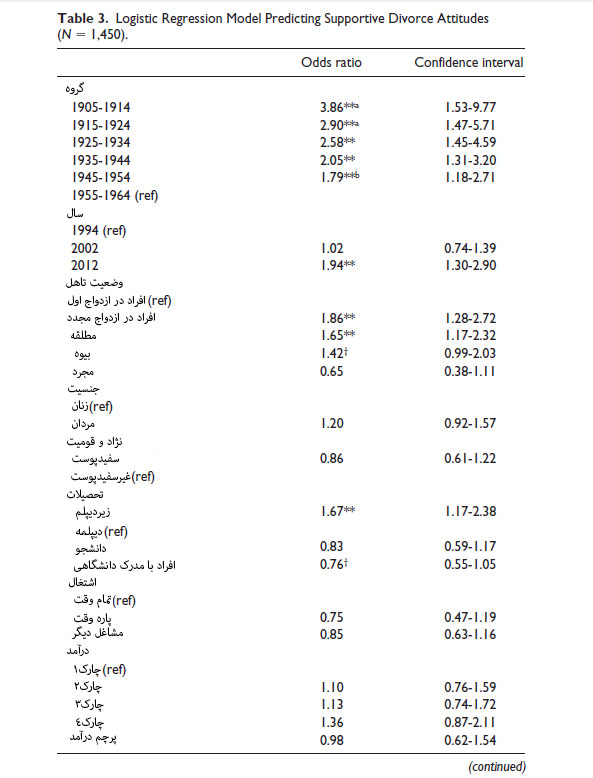 Table 3. Logistic Regression Model Predicting Supportive Divorce Attitudes
(N = 1,450).
Odds ratio Confidence interval
گروه
1905-1914 3.86**a 1.53-9.77
1915-1924 2.90**a 1.47-5.71
1925-1934 2.58** 1.45-4.59
1935-1944 2.05** 1.31-3.20
1945-1954 1.79**b 1.18-2.71
1955-1964 (ref)
سال
1994 (ref)
2002 1.02 0.74-1.39
2012 1.94** 1.30-2.90
وضعیت تاهل
افراد در ازدواج اول (ref)
افراد در ازدواج مجدد 1.86** 1.28-2.72
مطلقه 1.65** 1.17-2.32
بیوه 1.42† 0.99-2.03
مجرد 0.65 0.38-1.11
جنسیت
زنان (ref)
مردان 1.20 0.92-1.57
نژاد و قومیت
سفیدپوست 0.86 0.61-1.22
غیرسفیدپوست (ref)
تحصیلات
زیردیپلم 1.67** 1.17-2.38
دیپلمه (ref)
دانشجو 0.83 0.59-1.17
افراد با مدرک دانشگاهی 0.76† 0.55-1.05
اشتغال
تمام وقت (ref)
پاره وقت 0.75 0.47-1.19
مشاغل دیگر 0.85 0.63-1.16
درآمد
چارک۱ (ref)
چارک۲ 1.10 0.76-1.59
چارک۳ 1.13 0.74-1.72
چارک٤ 1.36 0.87-2.11
پرچم درآمد 0.98 0.62-1.54
(continued)